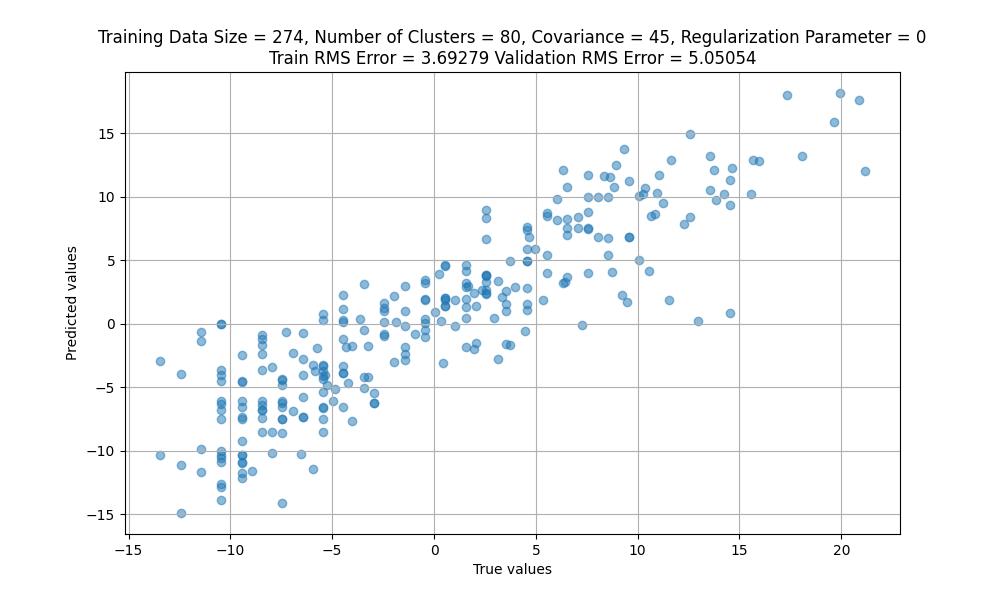 Training Data Size = 274, Number of Clusters = 80, Covariance = 45, Regularization Parameter = 0
Train RMS Error = 3.69279 Validation RMS Error = 5.05054
Predicted values
15
10
5
0
−5
−10
−15
−15 −10 −5 0 5 10 15 20
True values